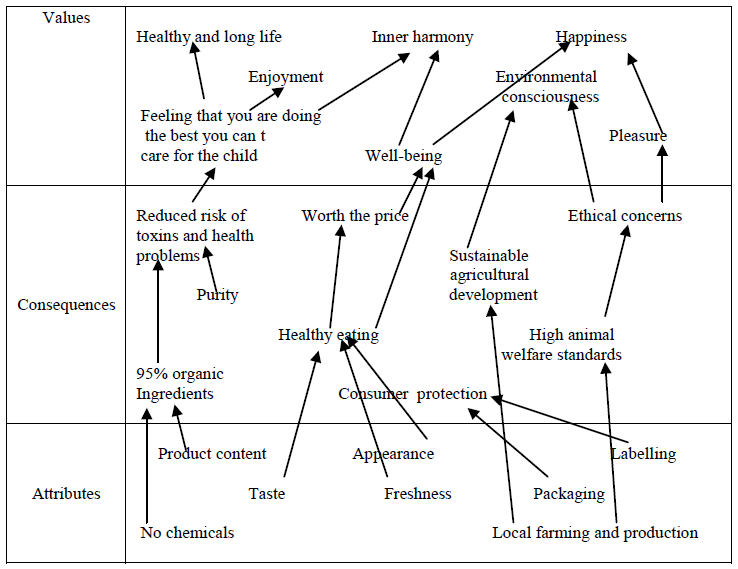 Values
Healthy and long life
Inner harmony
Happiness
Enjoyment
Environmental
consciousness
Feeling that you are doing
the best you can t
care for the child
Well-being
Pleasure
Consequences
Reduced risk of
toxins and health
problems
Worth the price
Ethical concerns
Purity
Sustainable
agricultural
development
Healthy eating
High animal
welfare standards
95% organic
Ingredients
Consumer protection
Attributes
Product content
Appearance
Labelling
Taste
Freshness
Packaging
No chemicals
Local farming and production